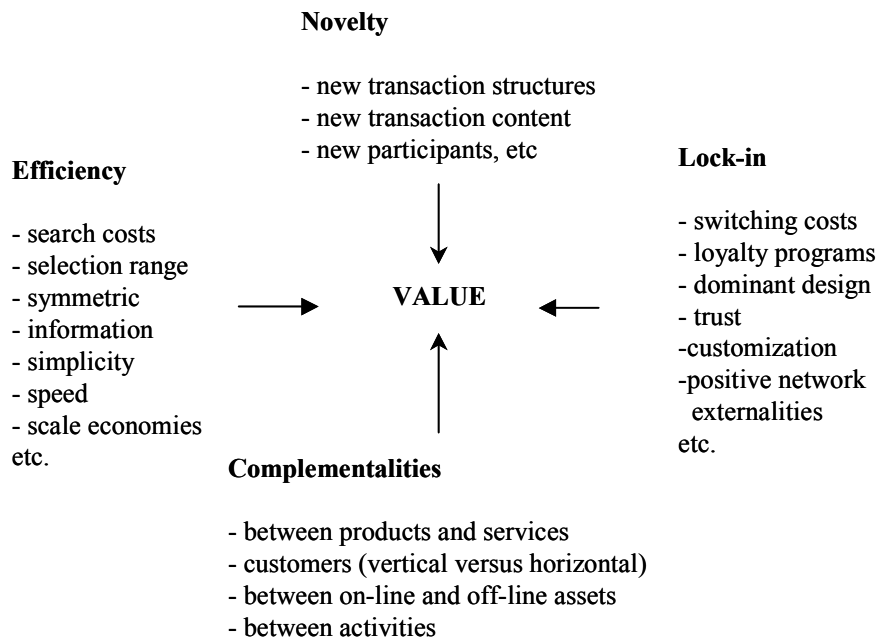 Novelty
- new transaction structures
- new transaction content
- new participants, etc
Efficiency
- search costs
- selection range
- symmetric
- information
- simplicity
- speed
- scale economies
etc.
VALUE
Lock-in
- switching costs
- loyalty programs
- dominant design
- trust
-customization
-positive network
externalities
etc.
Complementalities
- between products and services
- customers (vertical versus horizontal)
- between on-line and off-line assets
- between activities